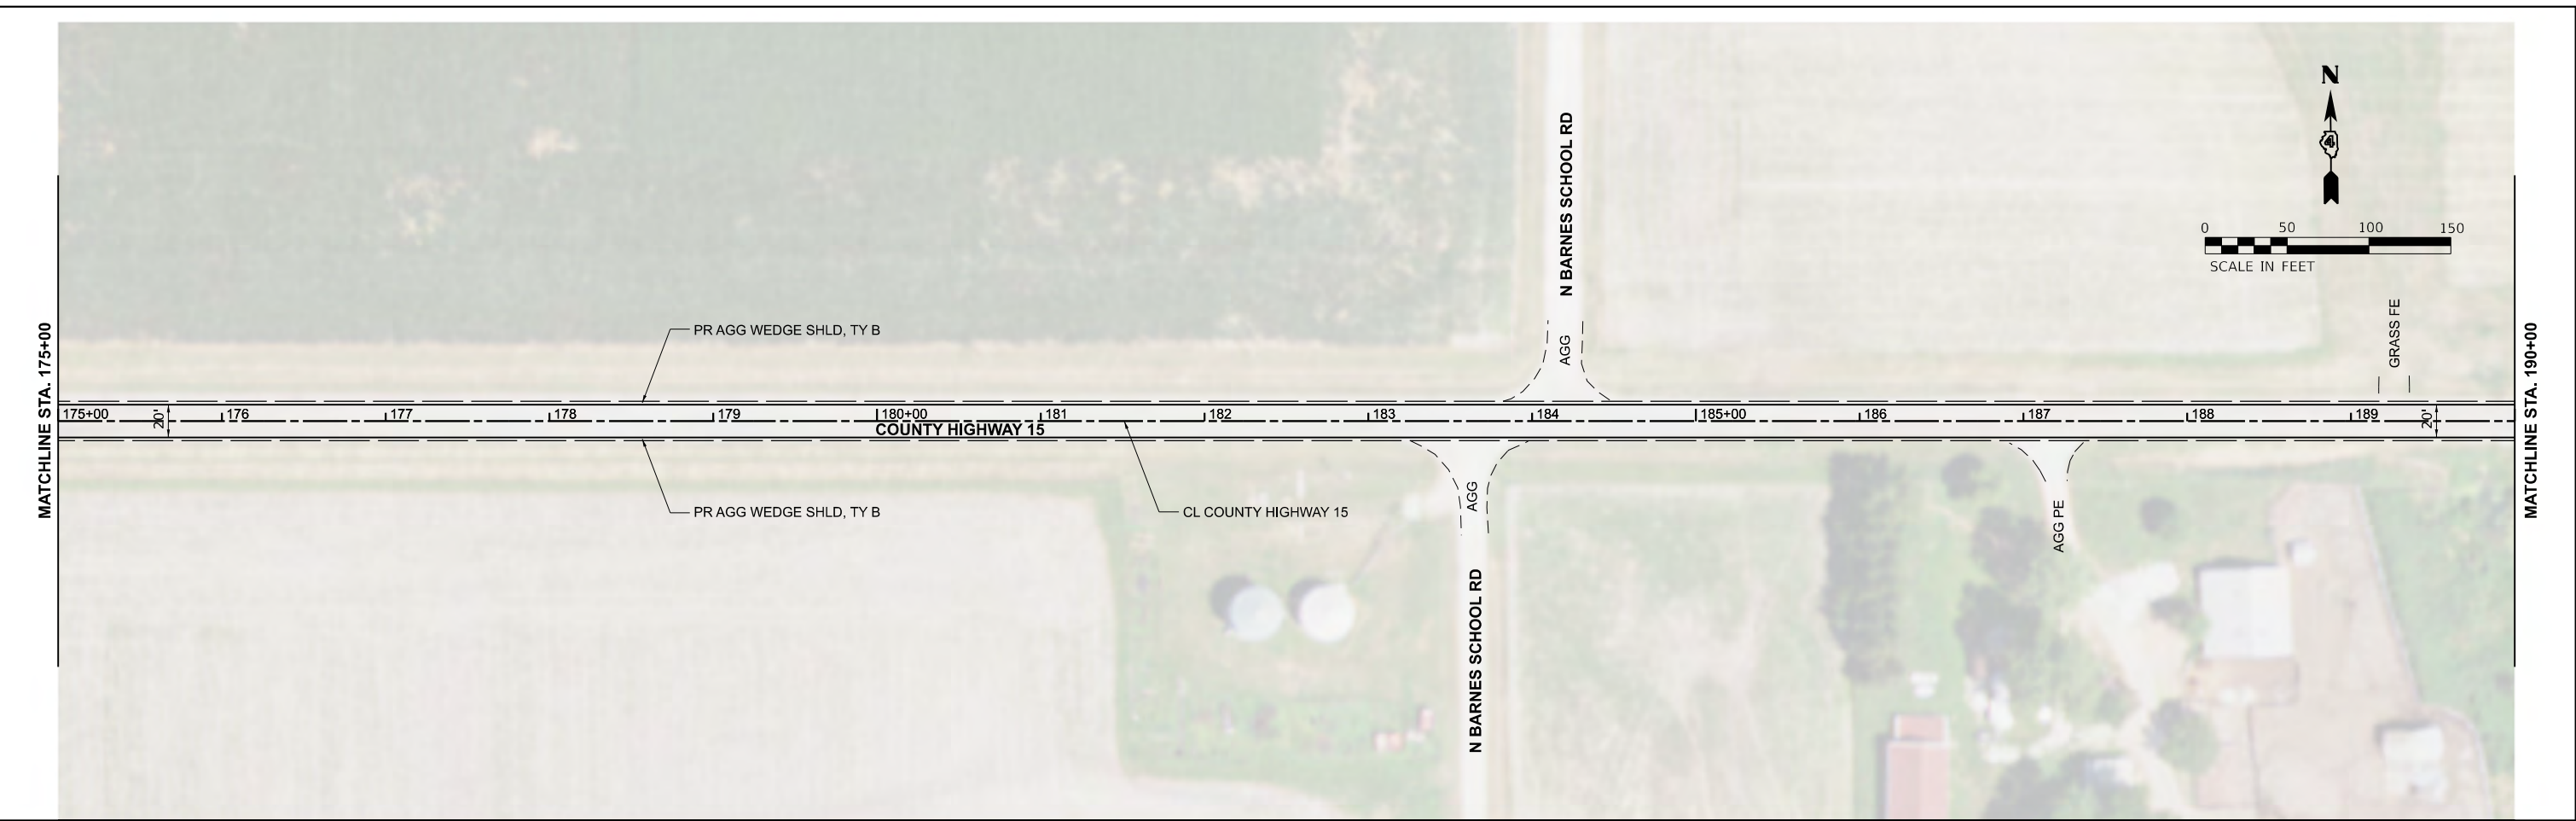 N
4
0 50 100 150
SCALE IN FEET
N BARNES SCHOOL RD
AGG
GRASS FE
PR AGG WEDGE SHLD, TY B
MATCHLINE STA. 175+00
MATCHLINE STA. 190+00
175+00 176 177 178 179 180+00 181 182 183 184 185+00 186 187 188 189
20'
20'
COUNTY HIGHWAY 15
PR AGG WEDGE SHLD, TY B
CL COUNTY HIGHWAY 15
AGG
AGG PE
N BARNES SCHOOL RD